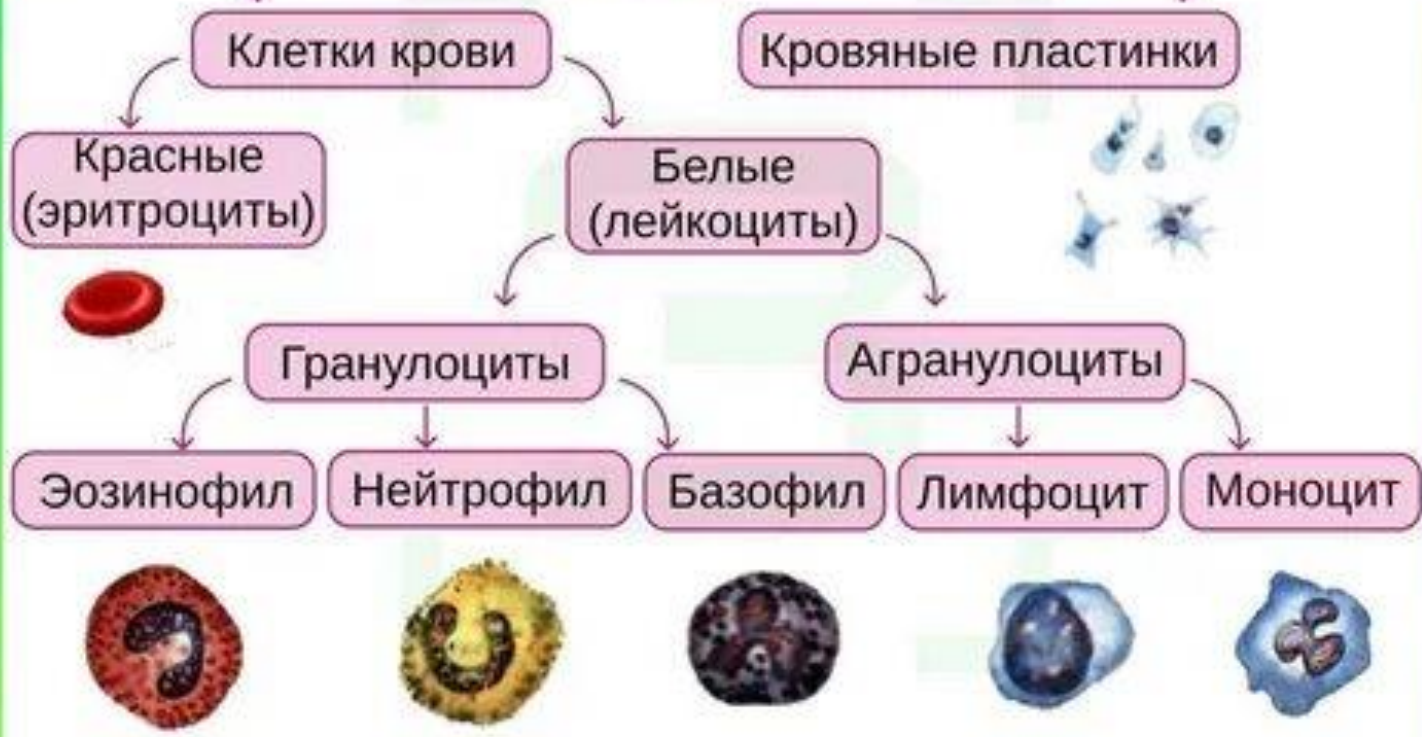 Клетки крови
Кровяные пластинки
Красные
(эритроциты)
Белые
(лейкоциты)
Гранулоциты
Агранулоциты
Эозинофил
Нейтрофил
Базофил
Лимфоцит
Моноцит